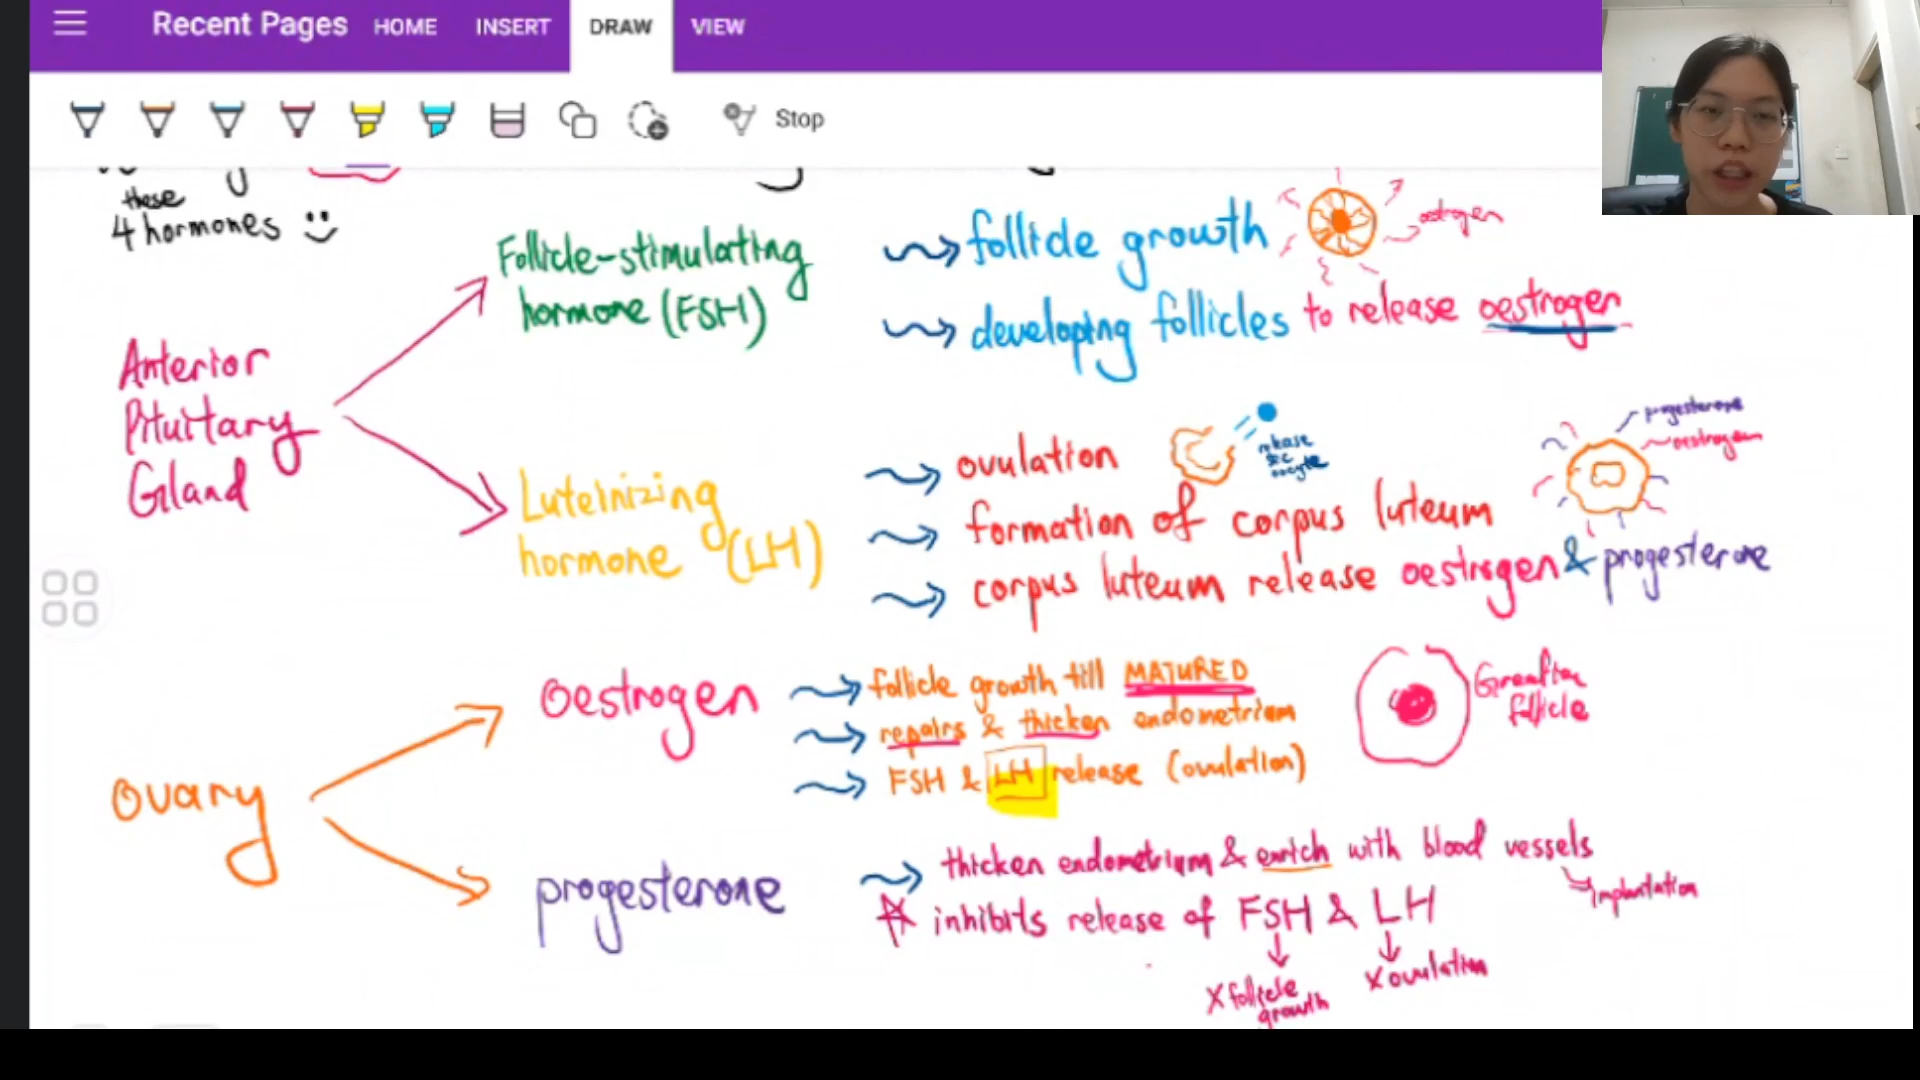 Recent Pages HOME INSERT DRAW VIEW
Stop
these
4 hormones
Anterior
Pituitary
Gland
Follicle-stimulating
hormone (FSH)
follicle growth
oestrogen
developing follicles to release oestrogen
Luteinizing
hormone (LH)
ovulation
release
sec
oocyte
progesterone
oestrogen
formation of corpus luteum
corpus luteum release oestrogen & progesterone
Ovary
Oestrogen
follicle growth till MATURED
repairs & thicken endometrium
FSH & LH release (ovulation)
Graafian
follicle
progesterone
thicken endometrium & enrich with blood vessels
Implantation
inhibits release of FSH & LH
X follicle
growth
X ovulation